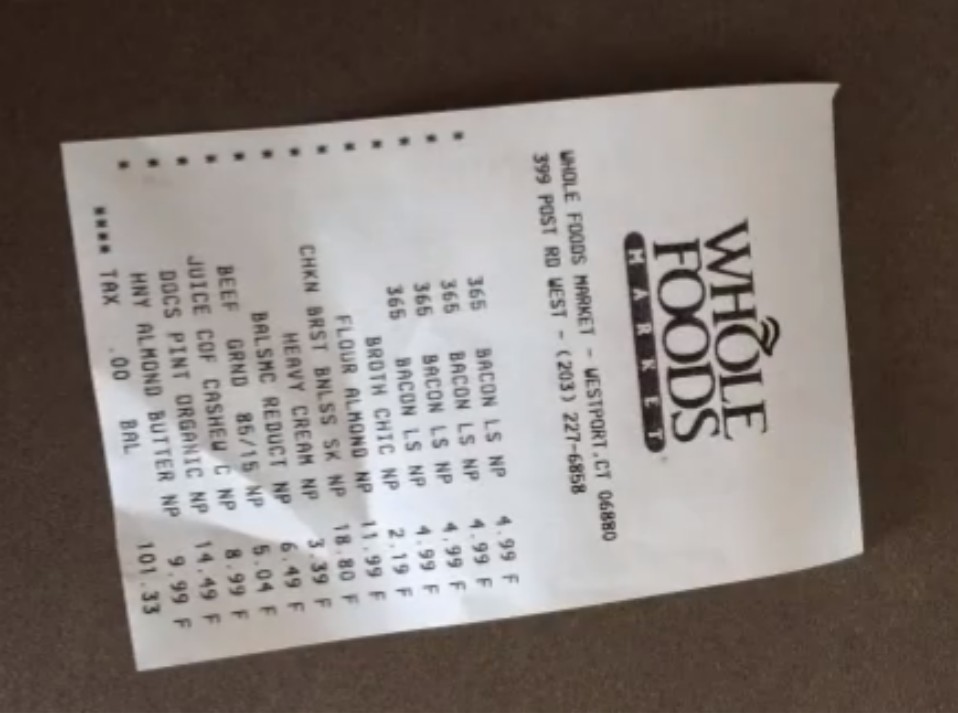 WHOLE
FOODS
MARKET
WHOLE FOODS MARKET - WESTPORT,CT 06880
399 POST RD WEST - (203) 227-6858
* 365 BACON LS NP 4.99 F
* 365 BACON LS NP 4.99 F
* 365 BACON LS NP 4.99 F
* 365 BACON LS NP 4.99 F
* BROTH CHIC NP 2.19 F
* FLOUR ALMOND NP 11.99 F
* CHKN BRST BNLSS SK NP 18.80 F
* HEAVY CREAM NP 3.39 F
* BALSMC REDUCT NP 6.49 F
* BEEF GRND 85/15 NP 5.04 F
* JUICE COF CASHEW C NP 8.99 F
* DOCS PINT ORGANIC NP 14.49 F
* HNY ALMOND BUTTER NP 9.99 F
**** TAX .00 BAL 101.33